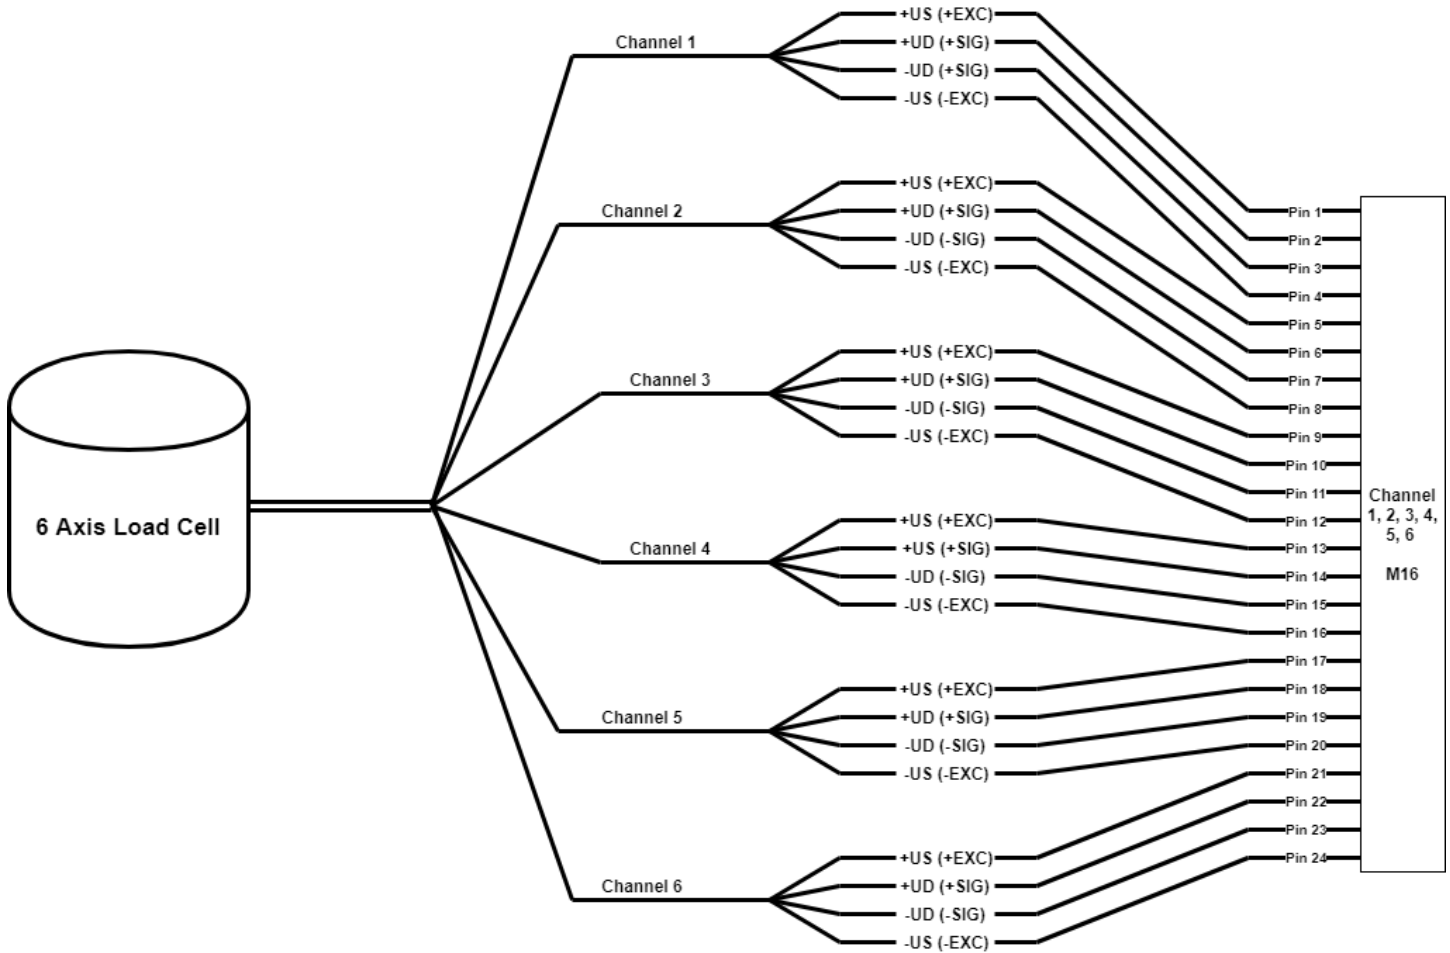 6 Axis Load Cell
Channel 1
+US (+EXC)
+UD (+SIG)
-UD (+SIG)
-US (-EXC)
Channel 2
+US (+EXC)
+UD (+SIG)
-UD (-SIG)
-US (-EXC)
Channel 3
+US (+EXC)
+UD (+SIG)
-UD (-SIG)
-US (-EXC)
Channel 4
+US (+EXC)
+US (+SIG)
-UD (-SIG)
-US (-EXC)
Channel 5
+US (+EXC)
+UD (+SIG)
-UD (-SIG)
-US (-EXC)
Channel 6
+US (+EXC)
+UD (+SIG)
-UD (-SIG)
-US (-EXC)
Pin 1
Pin 2
Pin 3
Pin 4
Pin 5
Pin 6
Pin 7
Pin 8
Pin 9
Pin 10
Pin 11
Pin 12
Pin 13
Pin 14
Pin 15
Pin 16
Pin 17
Pin 18
Pin 19
Pin 20
Pin 21
Pin 22
Pin 23
Pin 24
Channel
1, 2, 3, 4,
5, 6
M16